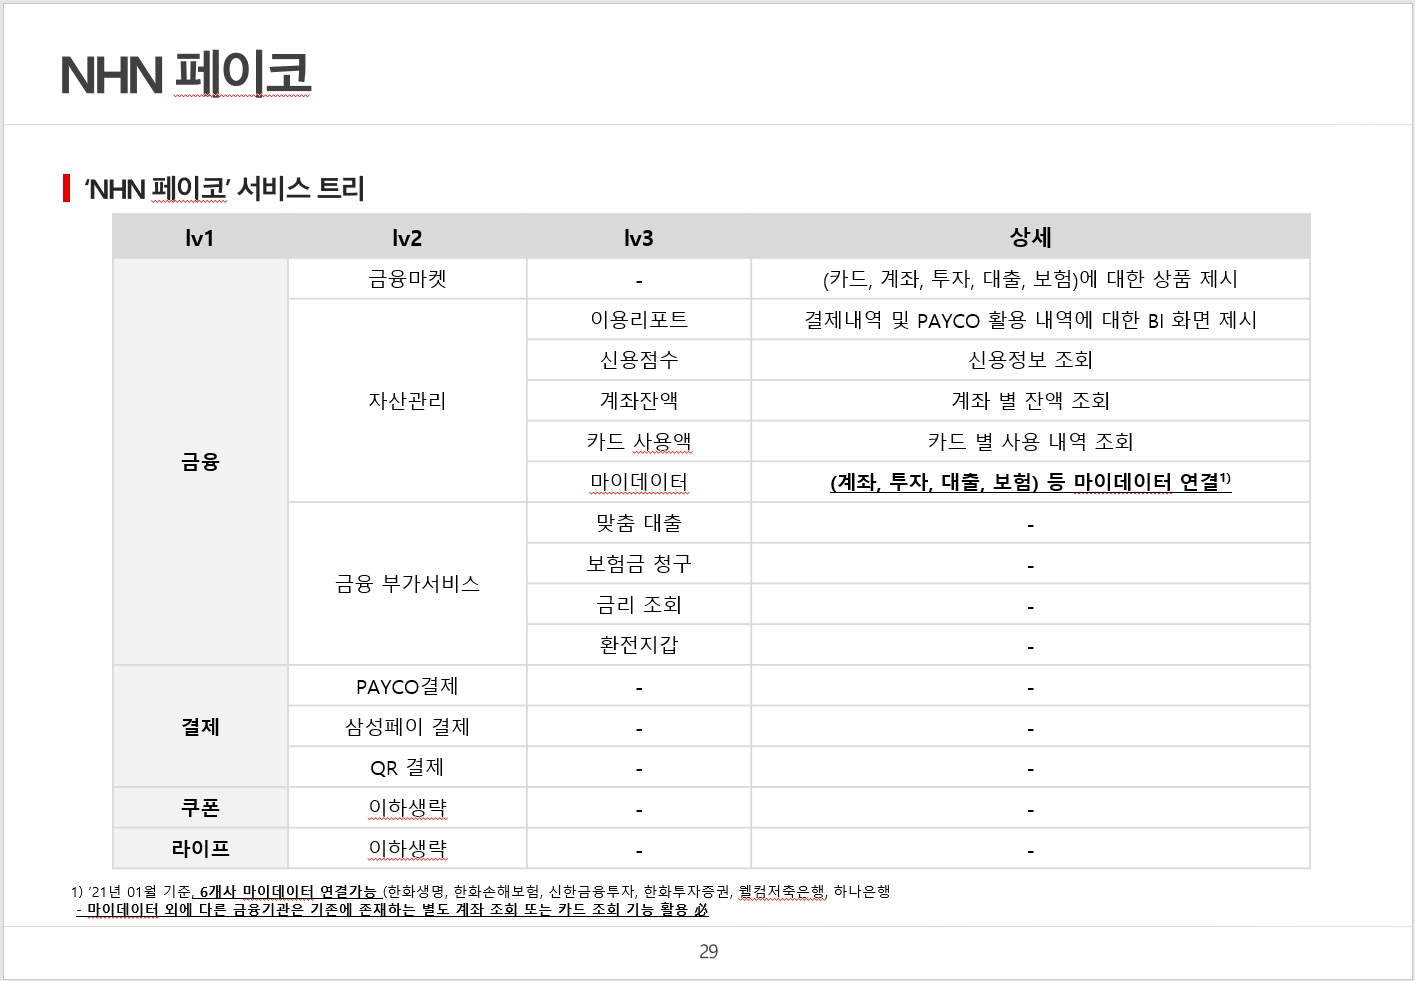 NHN 페이코
‘NHN 페이코’ 서비스 트리
lv1 lv2 lv3 상세
금융 금융마켓 - (카드, 계좌, 투자, 대출, 보험)에 대한 상품 제시
자산관리 이용리포트 결제내역 및 PAYCO 활용 내역에 대한 BI 화면 제시
신용점수 신용정보 조회
계좌잔액 계좌 별 잔액 조회
카드 사용액 카드 별 사용 내역 조회
마이데이터 (계좌, 투자, 대출, 보험) 등 마이데이터 연결1)
금융 부가서비스 맞춤 대출 -
보험금 청구 -
금리 조회 -
환전지갑 -
결제 PAYCO결제 - -
삼성페이 결제 - -
QR 결제 - -
쿠폰 이하생략 - -
라이프 이하생략 - -
1) ‘21년 01월 기준, 6개사 마이데이터 연결가능 (한화생명, 한화손해보험, 신한금융투자, 한화투자증권, 웰컴저축은행, 하나은행
- 마이데이터 외에 다른 금융기관은 기존에 존재하는 별도 계좌 조회 또는 카드 조회 기능 활용 必
29